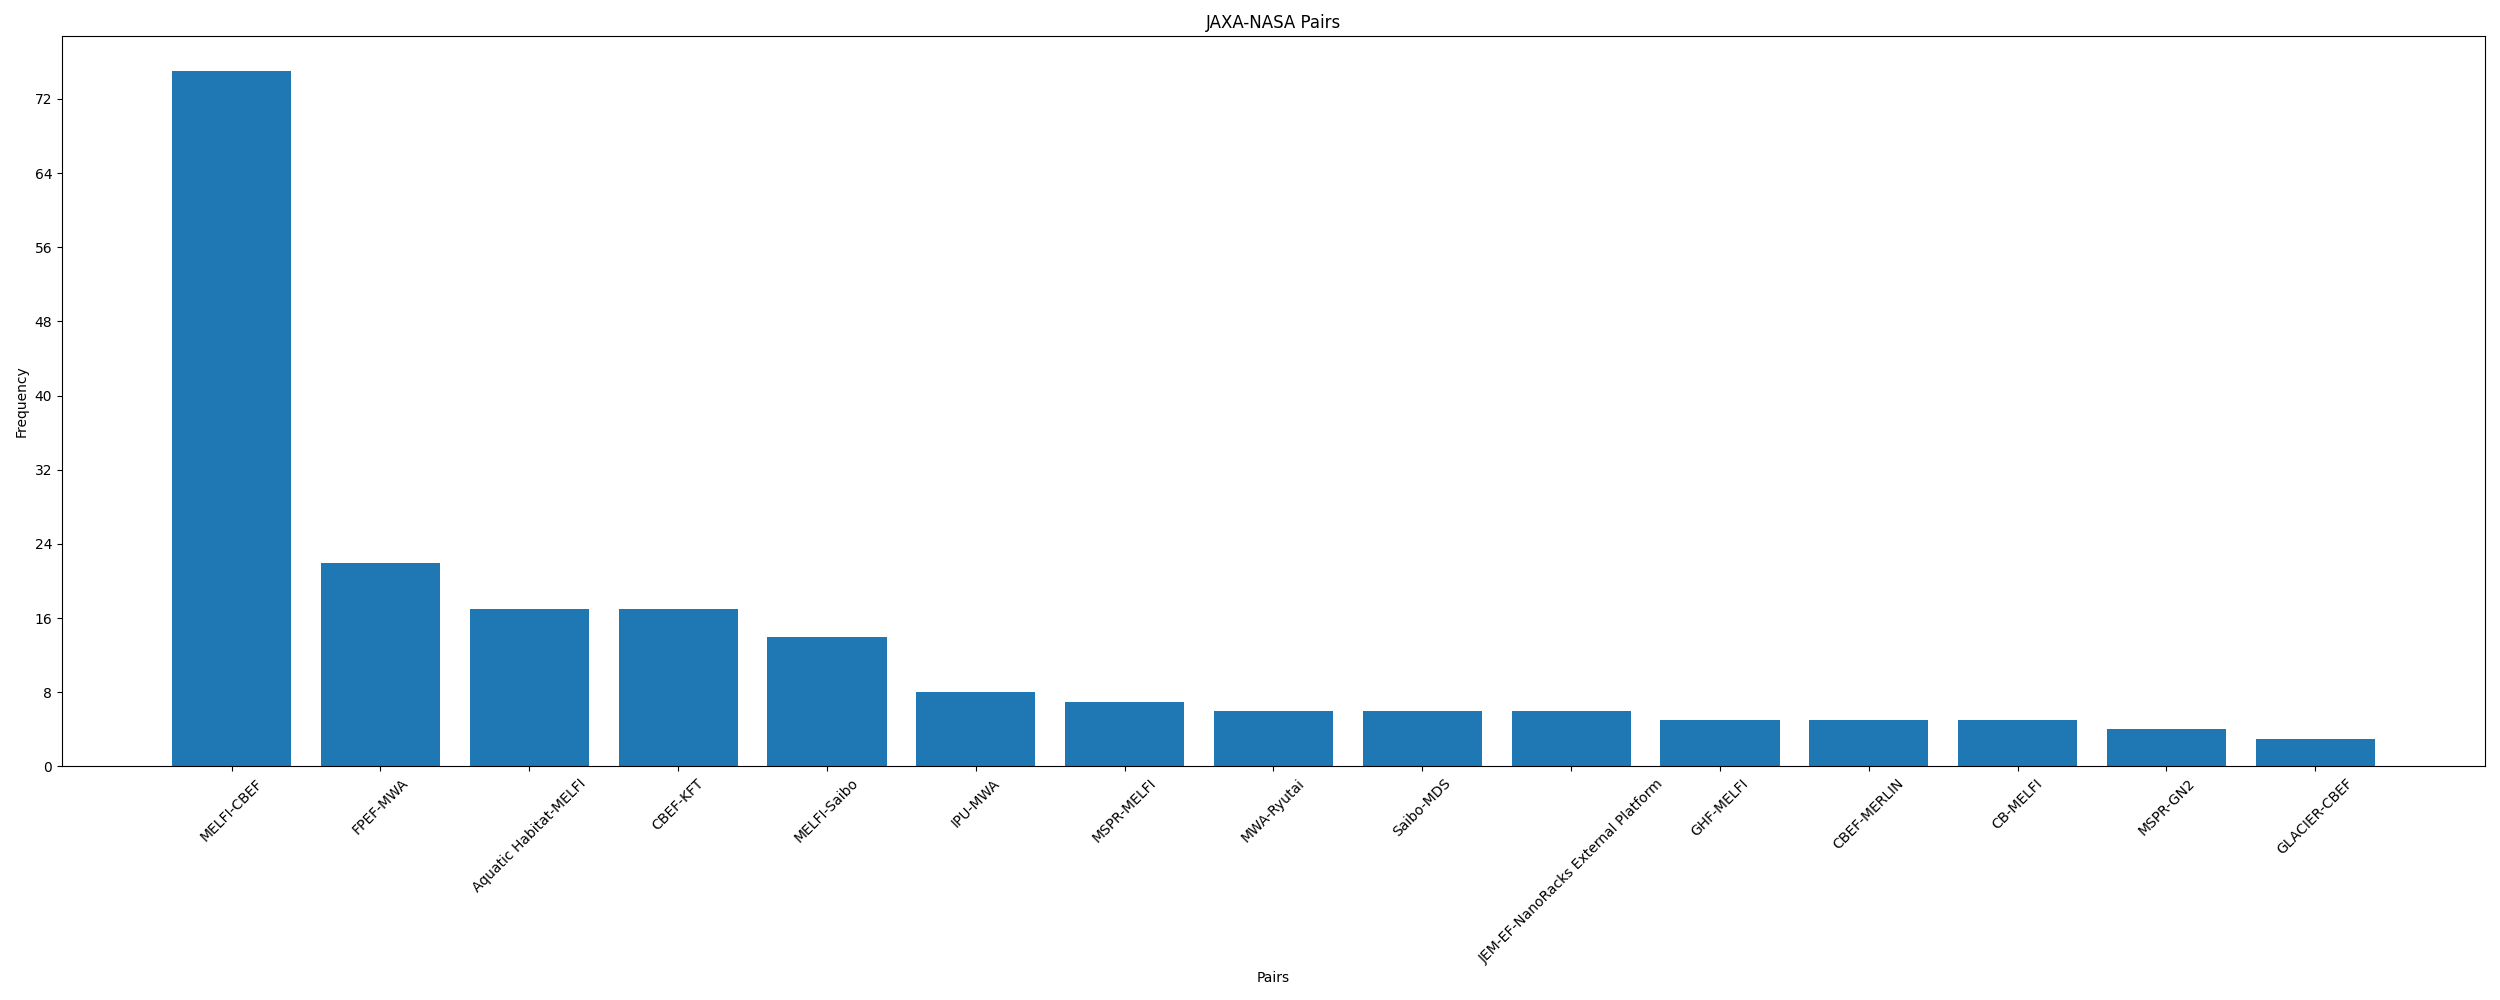 JAXA-NASA Pairs
Frequency
72
64
56
48
40
32
24
16
8
0
MELFI-CBEF
FPEF-MWA
Aquatic Habitat-MELFI
CBEF-KFT
MELFI-Saibo
IPU-MWA
MSPR-MELFI
MWA-Ryutai
Saibo-MDS
JEM-EF-NanoRacks External Platform
GHF-MELFI
CBEF-MERLIN
CB-MELFI
MSPR-GN2
GLACIER-CBEF
Pairs